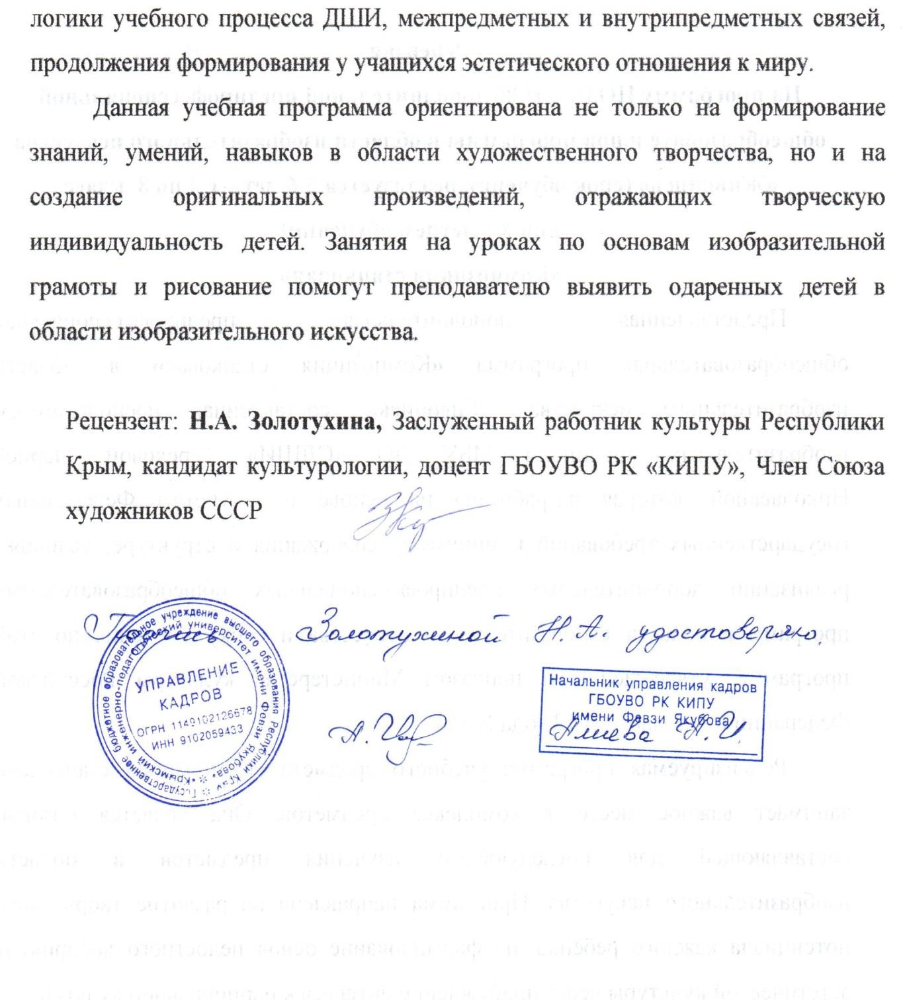 логики учебного процесса ДШИ, межпредметных и внутрипредметных связей,
продолжения формирования у учащихся эстетического отношения к миру.
Данная учебная программа ориентирована не только на формирование
знаний, умений, навыков в области художественного творчества, но и на
создание оригинальных произведений, отражающих творческую
индивидуальность детей. Занятия на уроках по основам изобразительной
грамоты и рисование помогут преподавателю выявить одаренных детей в
области изобразительного искусства.
Рецензент: Н.А. Золотухина, Заслуженный работник культуры Республики
Крым, кандидат культурологии, доцент ГБОУВО РК «КИПУ», Член Союза
художников СССР
Золотухиной Н.А удостоверяю.
Государственное бюджетное образовательное учреждение высшего образования Республики Крым
«Крымский инженерно-педагогический университет имени Февзи Якубова»
УПРАВЛЕНИЕ
КАДРОВ
ОГРН 1149102126678
ИНН 9102059433
Начальник управления кадров
ГБОУВО РК КИПУ
имени Февзи Якубова
Алиева А.И.